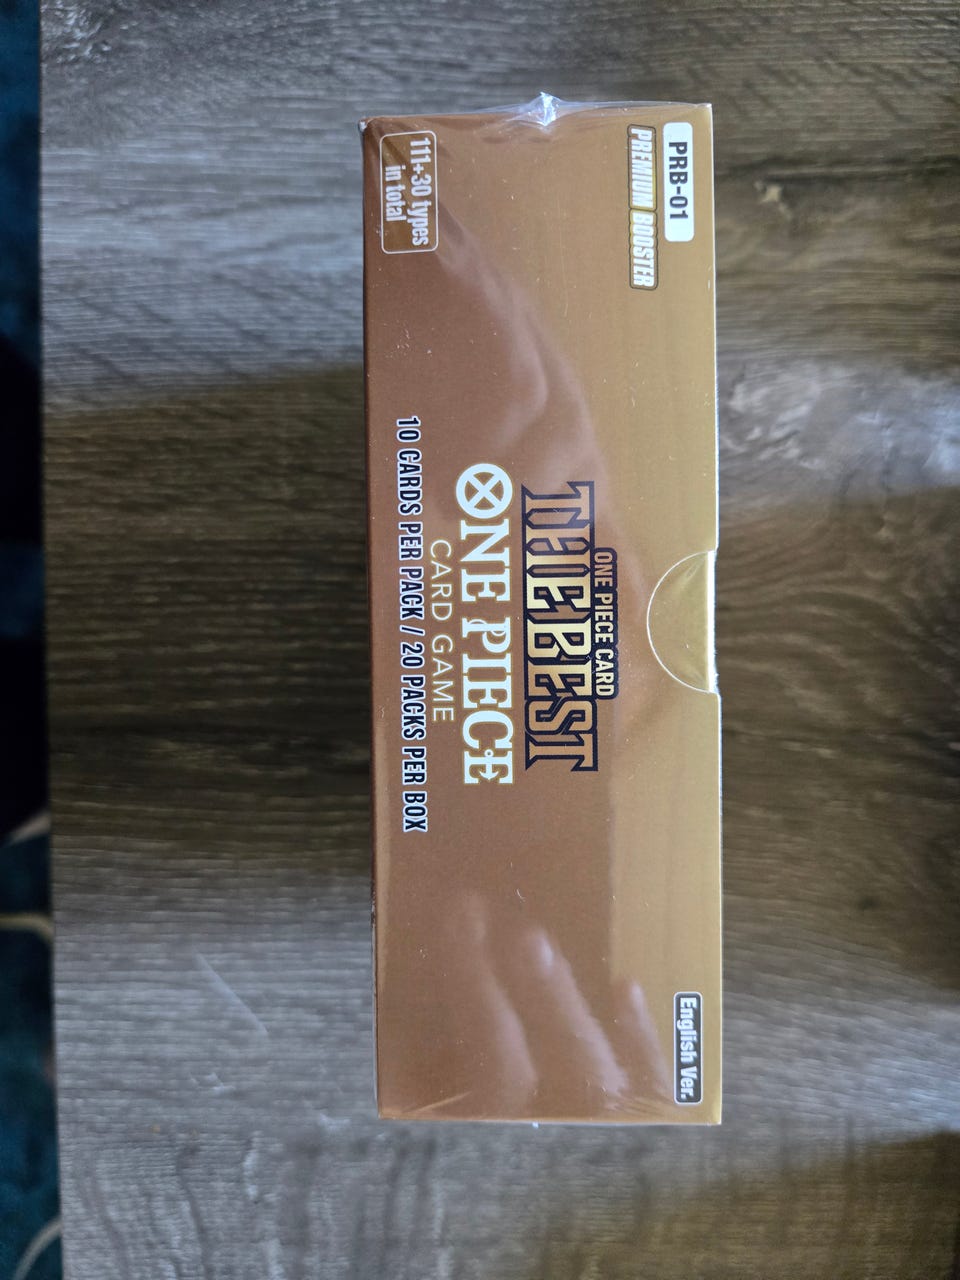 PRB-01
PREMIUM BOOSTER
English Ver.
ONE PIECE CARD
THE BEST
ONE PIECE
CARD GAME
10 CARDS PER PACK / 20 PACKS PER BOX
111+30 types
in total